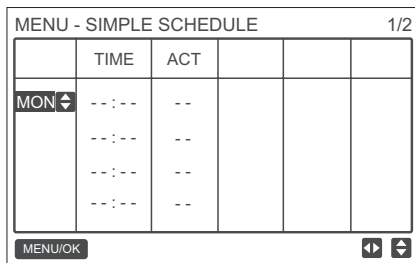 MENU - SIMPLE SCHEDULE 1/2
TIME ACT
MON --:-- --
--:-- --
--:-- --
--:-- --
MENU/OK